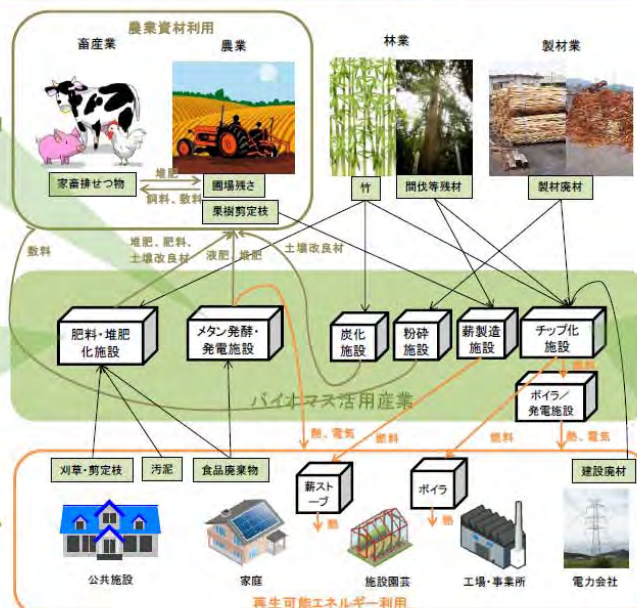 農業資材利用
畜産業
農業
林業
製材業
家畜排せつ物
堆肥
飼料、敷料
圃場残さ
果樹剪定枝
竹
間伐等残材
製材廃材
敷料
堆肥、肥料、
土壌改良材
液肥、堆肥
土壌改良材
肥料・堆肥
化施設
メタン発酵・
発電施設
炭化
施設
粉砕
施設
薪製造
施設
チップ化
施設
燃料
バイオマス活用産業
ボイラ/
発電施設
熱、電気
燃料
燃料
熱、電気
刈草・剪定枝
汚泥
食品廃棄物
薪スト
ーブ
ボイラ
建設廃材
熱
熱
公共施設
家庭
施設園芸
工場・事業所
電力会社
再生可能エネルギー利用